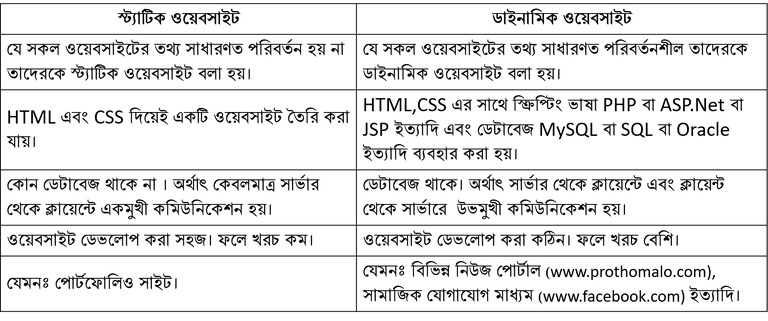 স্ট্যাটিক ওয়েবসাইট
ডাইনামিক ওয়েবসাইট
যে সকল ওয়েবসাইটের তথ্য সাধারণত পরিবর্তন হয় না
তাদেরকে স্ট্যাটিক ওয়েবসাইট বলা হয়।
যে সকল ওয়েবসাইটের তথ্য সাধারণত পরিবর্তনশীল তাদেরকে
ডাইনামিক ওয়েবসাইট বলা হয়।
HTML এবং CSS দিয়েই একটি ওয়েবসাইট তৈরি করা
যায়।
HTML,CSS এর সাথে স্ক্রিপ্টিং ভাষা PHP বা ASP.Net বা
JSP ইত্যাদি এবং ডেটাবেজ MySQL বা SQL বা Oracle
ইত্যাদি ব্যবহার করা হয়।
কোন ডেটাবেজ থাকে না । অর্থাৎ কেবলমাত্র সার্ভার
থেকে ক্লায়েন্টে একমুখী কমিউনিকেশন হয়।
ডেটাবেজ থাকে। অর্থাৎ সার্ভার থেকে ক্লায়েন্টে এবং ক্লায়েন্ট
থেকে সার্ভারে উভমুখী কমিউনিকেশন হয়।
ওয়েবসাইট ডেভলোপ করা সহজ। ফলে খরচ কম।
ওয়েবসাইট ডেভলোপ করা কঠিন। ফলে খরচ বেশি।
যেমনঃ পোর্টফোলিও সাইট।
যেমনঃ বিভিন্ন নিউজ পোর্টাল (www.prothomalo.com),
সামাজিক যোগাযোগ মাধ্যম (www.facebook.com) ইত্যাদি।